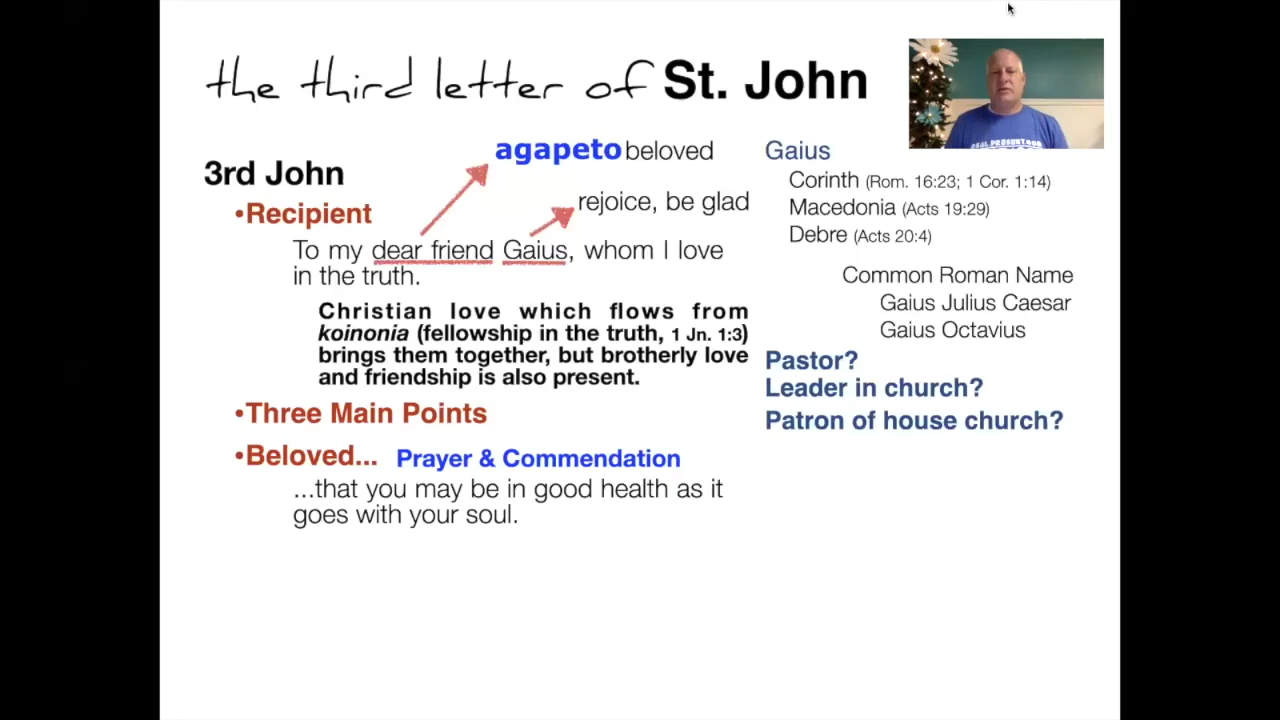 the third letter of St. John
3rd John
•Recipient
agapeto beloved
rejoice, be glad
To my dear friend Gaius, whom I love
in the truth.
Christian love which flows from
koinonia (fellowship in the truth, 1 Jn. 1:3)
brings them together, but brotherly love
and friendship is also present.
•Three Main Points
•Beloved... Prayer & Commendation
...that you may be in good health as it
goes with your soul.
Gaius
Corinth (Rom. 16:23; 1 Cor. 1:14)
Macedonia (Acts 19:29)
Debre (Acts 20:4)
Common Roman Name
Gaius Julius Caesar
Gaius Octavius
Pastor?
Leader in church?
Patron of house church?